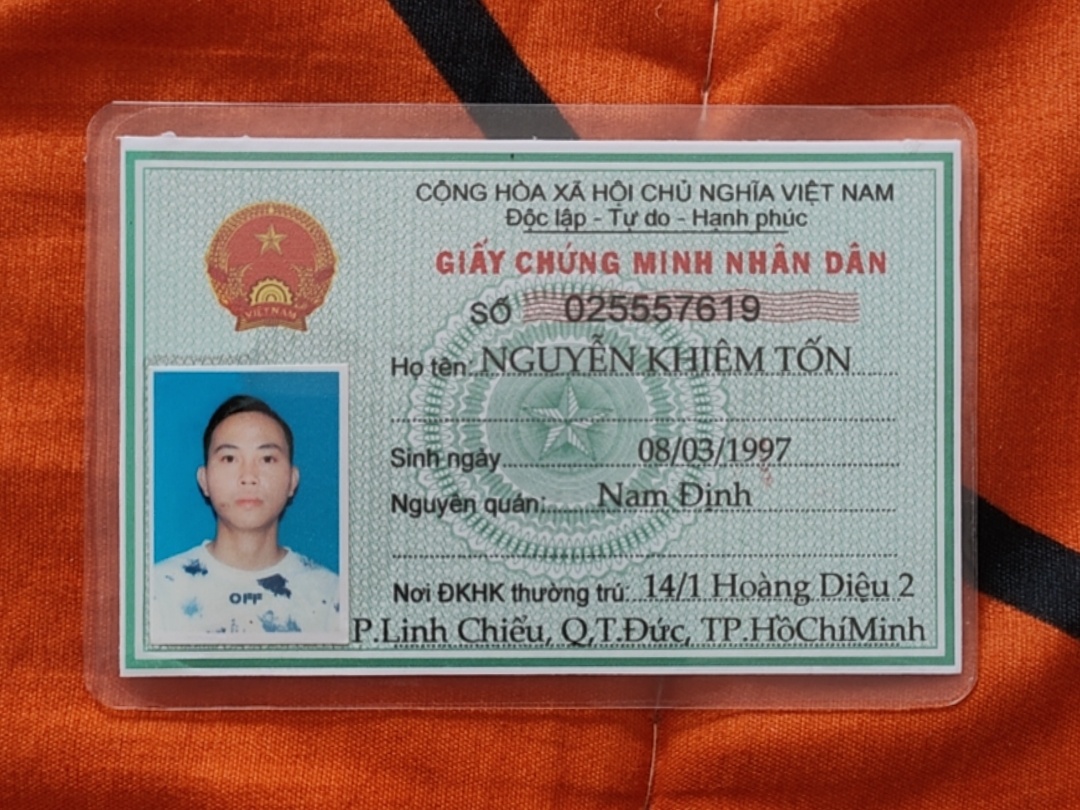 CỘNG HÒA XÃ HỘI CHỦ NGHĨA VIỆT NAM
Độc lập - Tự do - Hạnh phúc
GIẤY CHỨNG MINH NHÂN DÂN
SỐ 025557619
VIỆT NAM
Họ tên: NGUYỄN KHIÊM TỐN
Sinh ngày 08/03/1997
Nguyên quán: Nam Định
Nơi ĐKHK thường trú: 14/1 Hoàng Diệu 2
P.Linh Chiểu, Q,T.Đức, TP.HồChíMinh
OFF